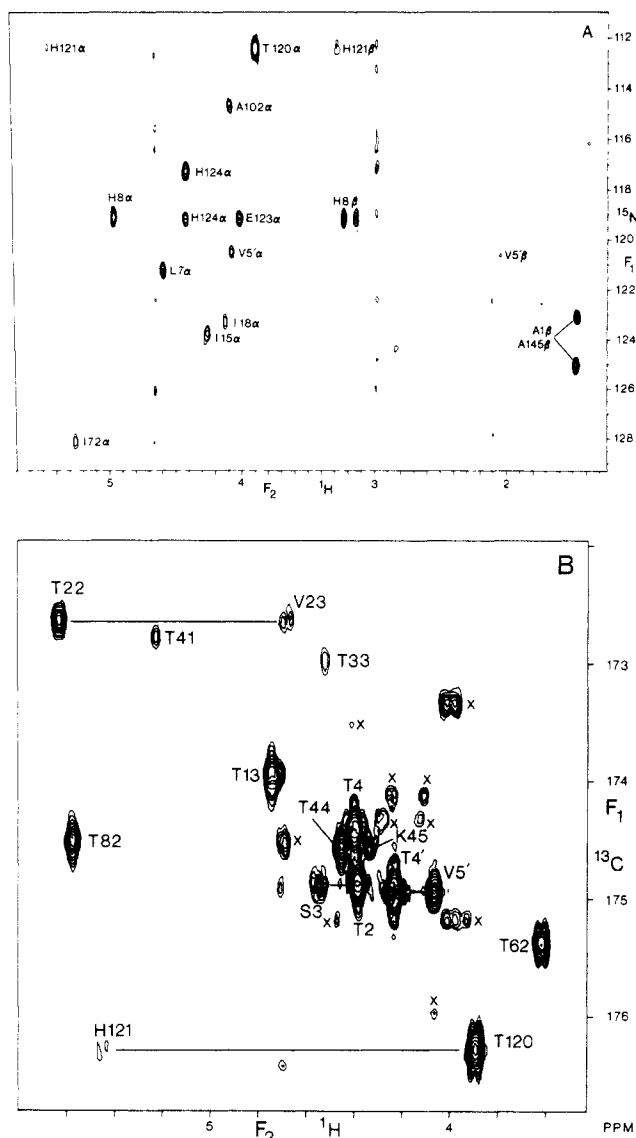 A
H121α
T120α
H121β
112
114
A102α
116
H124α
118
H8α
H8β
H124α
E123α
¹⁵N
V5'α
V5'β
120
F₁
L7α
122
I18α
I15α
A1β
A145β
124
126
I72α
128
5
4
3
2
F₂
¹H
B
T22
V23
T41
T33
173
x
T13
T4
x
x
174
F₁
T44
x
x
T82
x
K45
T4'
V5'
¹³C
S3
T2
175
x
x
T62
x
176
H121
T120
5
4
F₂
¹H
PPM